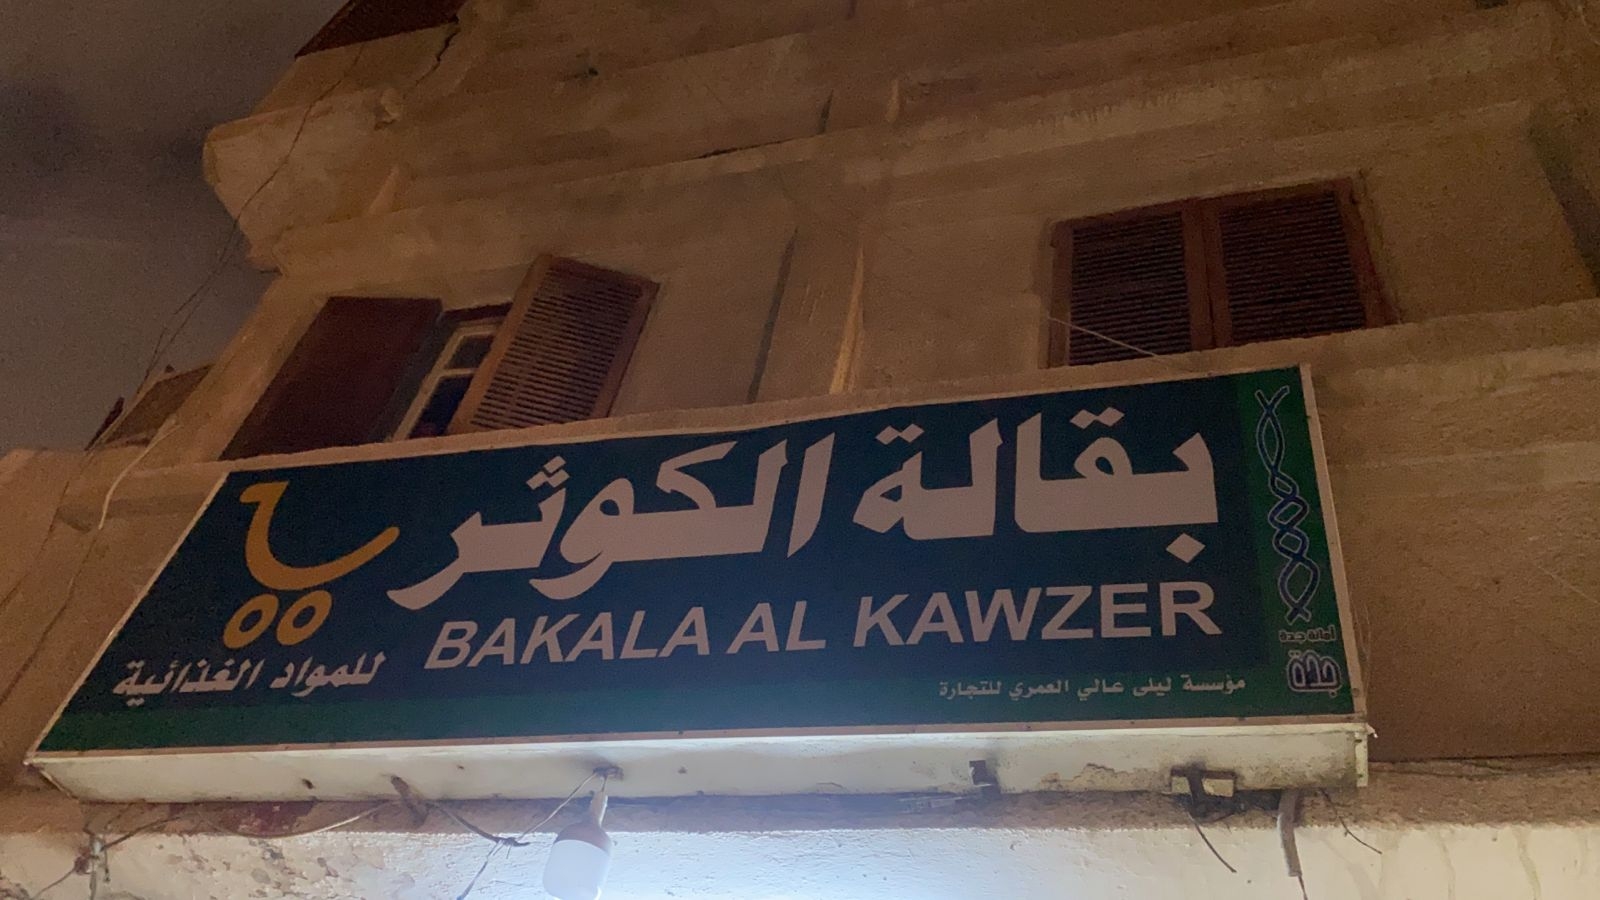 بقالة الكوثر
BAKALA AL KAWZER
للمواد الغذائية
مؤسسة ليلى عالي العمري للتجارة
أمانة جدة
جدة